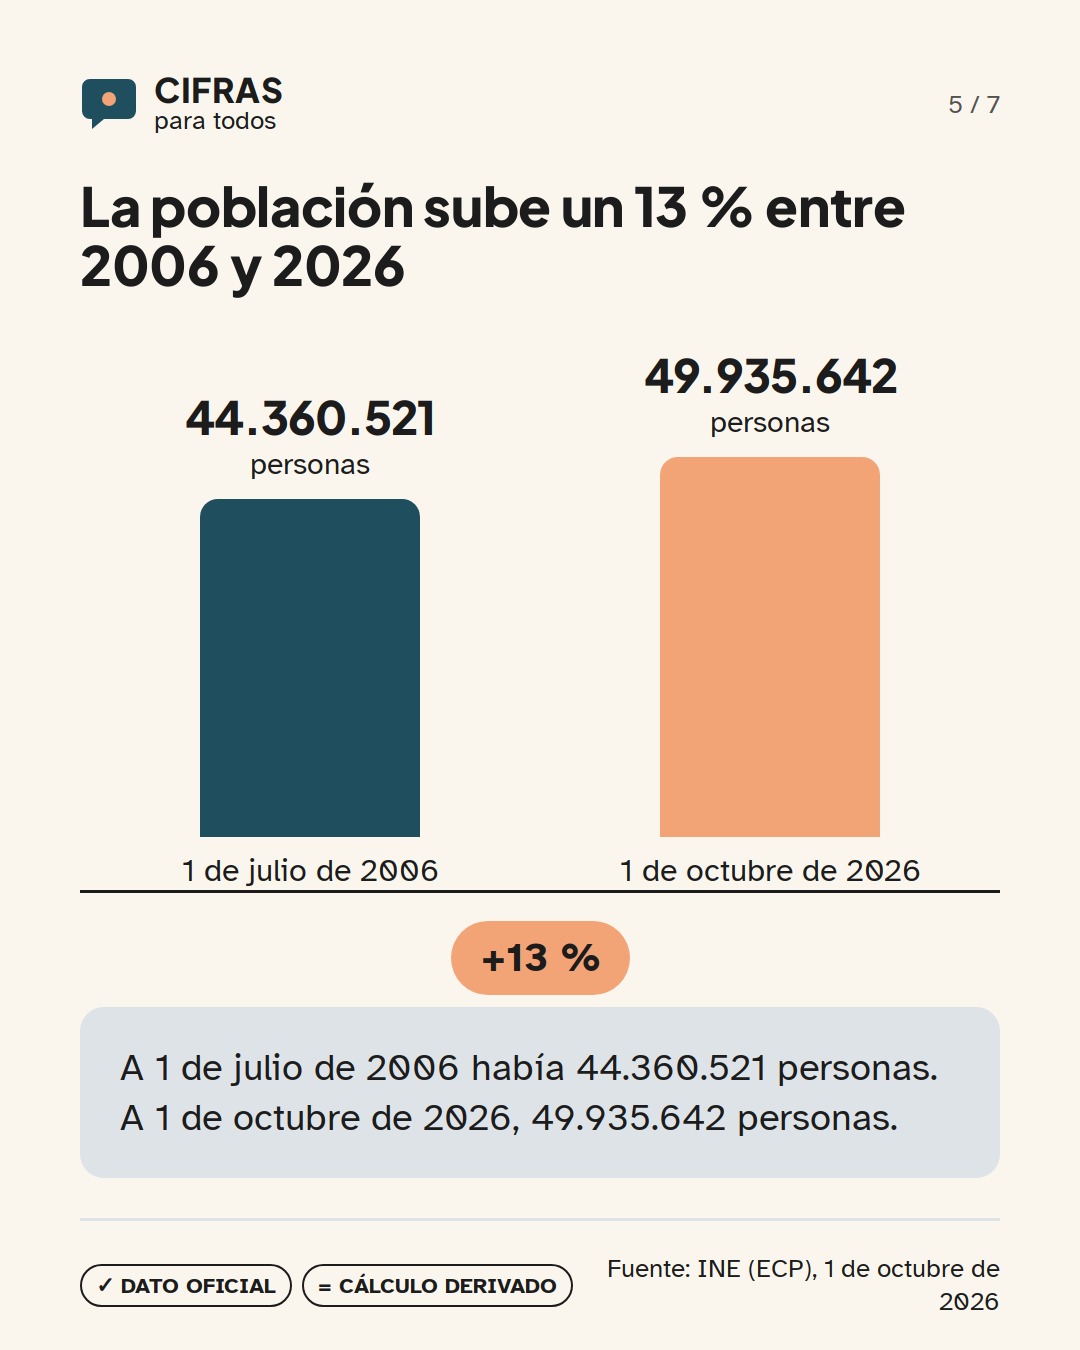 CIFRAS
para todos
5 / 7
La población sube un 13 % entre
2006 y 2026
44.360.521
personas
49.935.642
personas
1 de julio de 2006
1 de octubre de 2026
+13 %
A 1 de julio de 2006 había 44.360.521 personas.
A 1 de octubre de 2026, 49.935.642 personas.
✓ DATO OFICIAL
= CÁLCULO DERIVADO
Fuente: INE (ECP), 1 de octubre de
2026